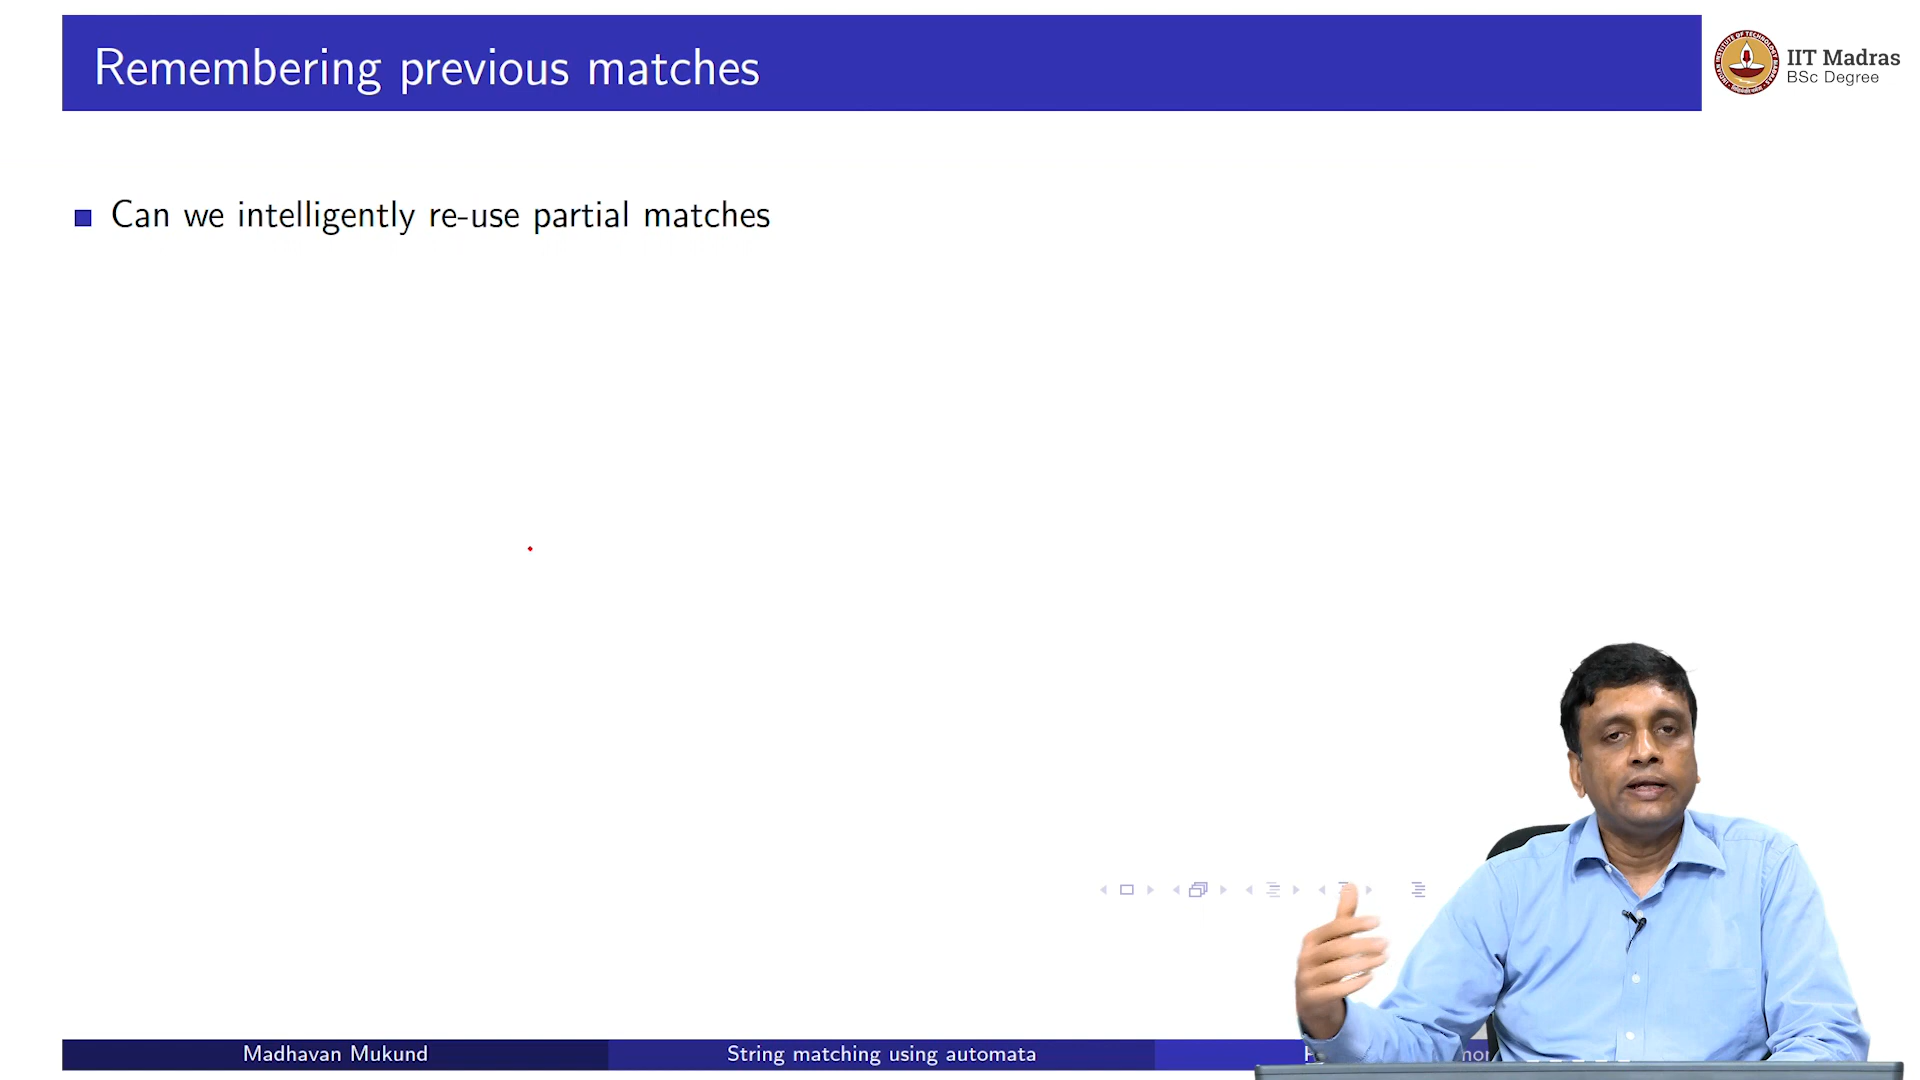 Remembering previous matches
IIT Madras
BSc Degree
Can we intelligently re-use partial matches
Madhavan Mukund
String matching using automata